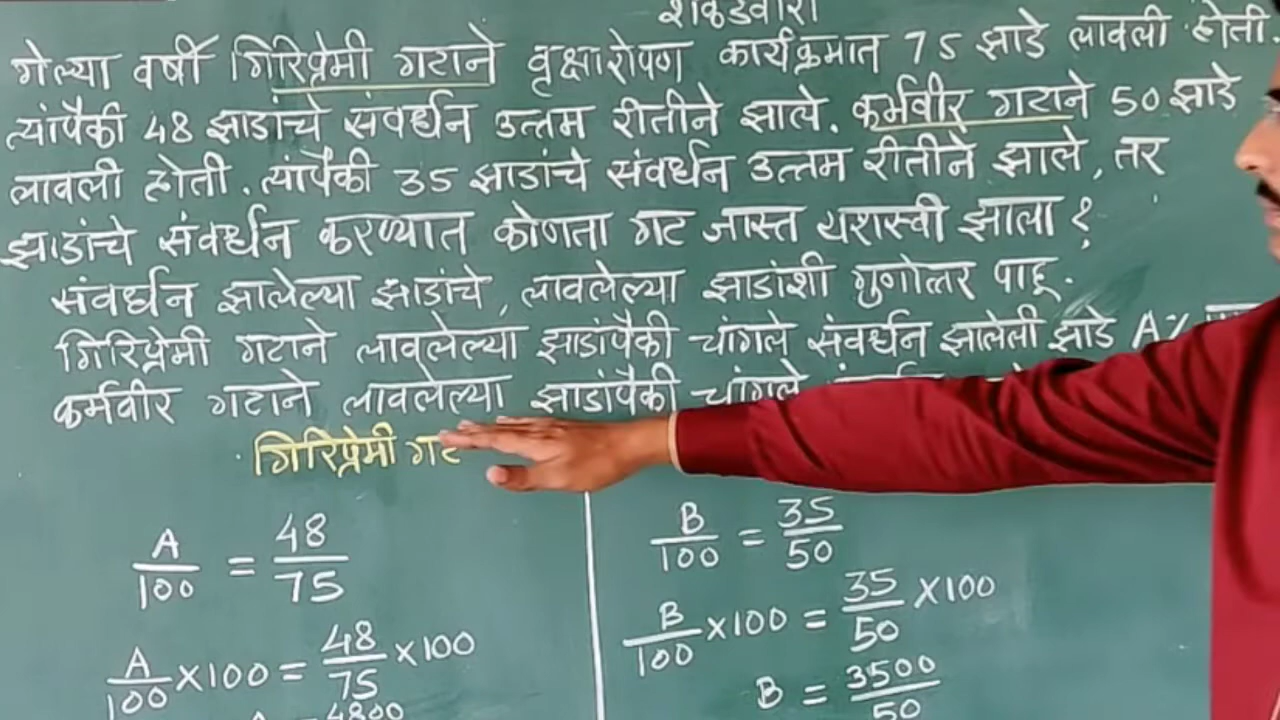 शेकडेवारी
गेल्या वर्षी गिरिप्रेमी गटाने वृक्षारोपण कार्यक्रमात 75 झाडे लावली होती.
त्यांपैकी 48 झाडांचे संवर्धन उत्तम रीतीने झाले. कर्मवीर गटाने 50 झाडे
लावली होती. त्यांपैकी 35 झाडांचे संवर्धन उत्तम रीतीने झाले, तर
झाडांचे संवर्धन करण्यात कोणता गट जास्त यशस्वी झाला?
संवर्धन झालेल्या झाडांचे, लावलेल्या झाडांशी गुणोत्तर पाहू.
गिरिप्रेमी गटाने लावलेल्या झाडांपैकी चांगले संवर्धन झालेली झाडे A%
कर्मवीर गटाने लावलेल्या झाडांपैकी चांगले
गिरिप्रेमी गट
A/100 = 48/75
A/100 × 100 = 48/75 × 100
4800
B/100 = 35/50
B/100 × 100 = 35/50 × 100
B = 3500/50